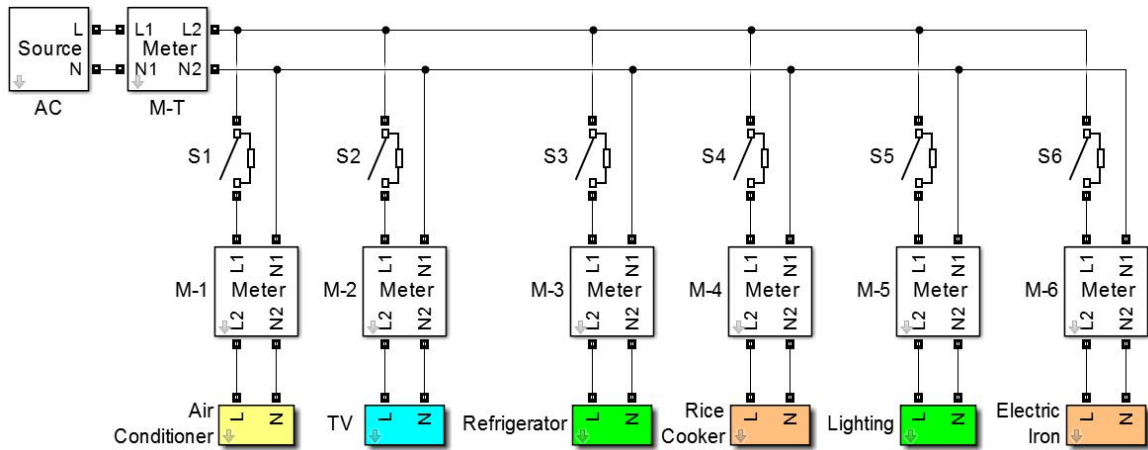 L L1 L2
Source Meter
N N1 N2
AC M-T
S1 S2 S3 S4 S5 S6
L1 N1 L1 N1 L1 N1 L1 N1 L1 N1 L1 N1
M-1 Meter M-2 Meter M-3 Meter M-4 Meter M-5 Meter M-6 Meter
L2 N2 L2 N2 L2 N2 L2 N2 L2 N2 L2 N2
Air Conditioner L N TV L N Refrigerator L N Rice Cooker L N Lighting L N Electric Iron L N